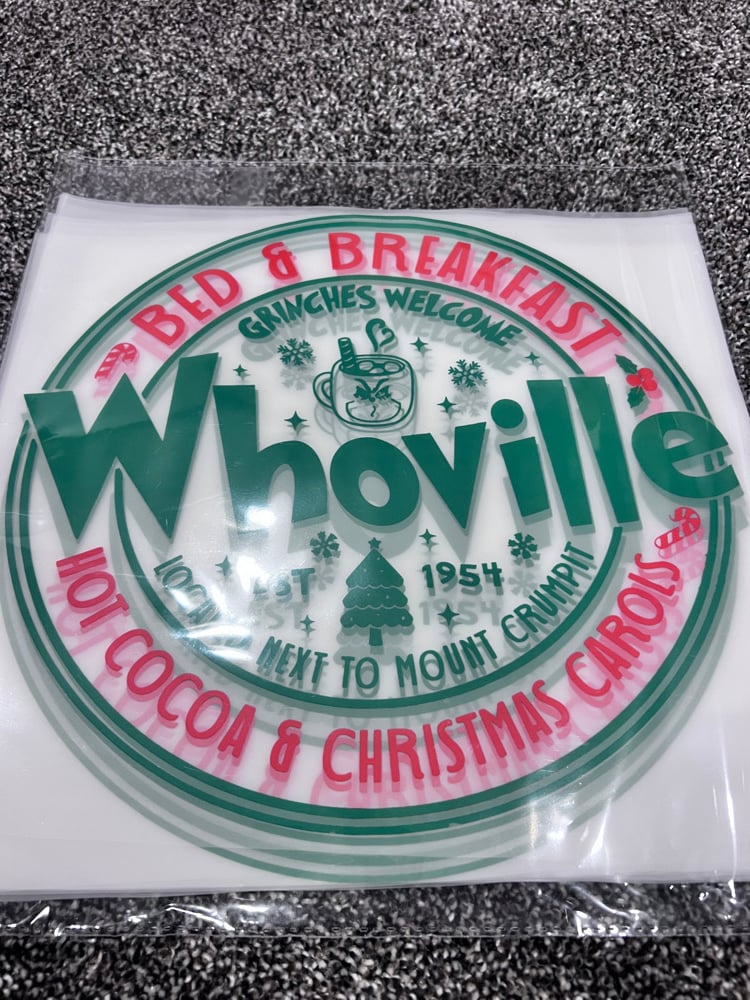 BED & BREAKFAST
GRINCHES WELCOME
Whoville
EST 1954
NEXT TO MOUNT CRUMPIT
HOT COCOA & CHRISTMAS CAROLS